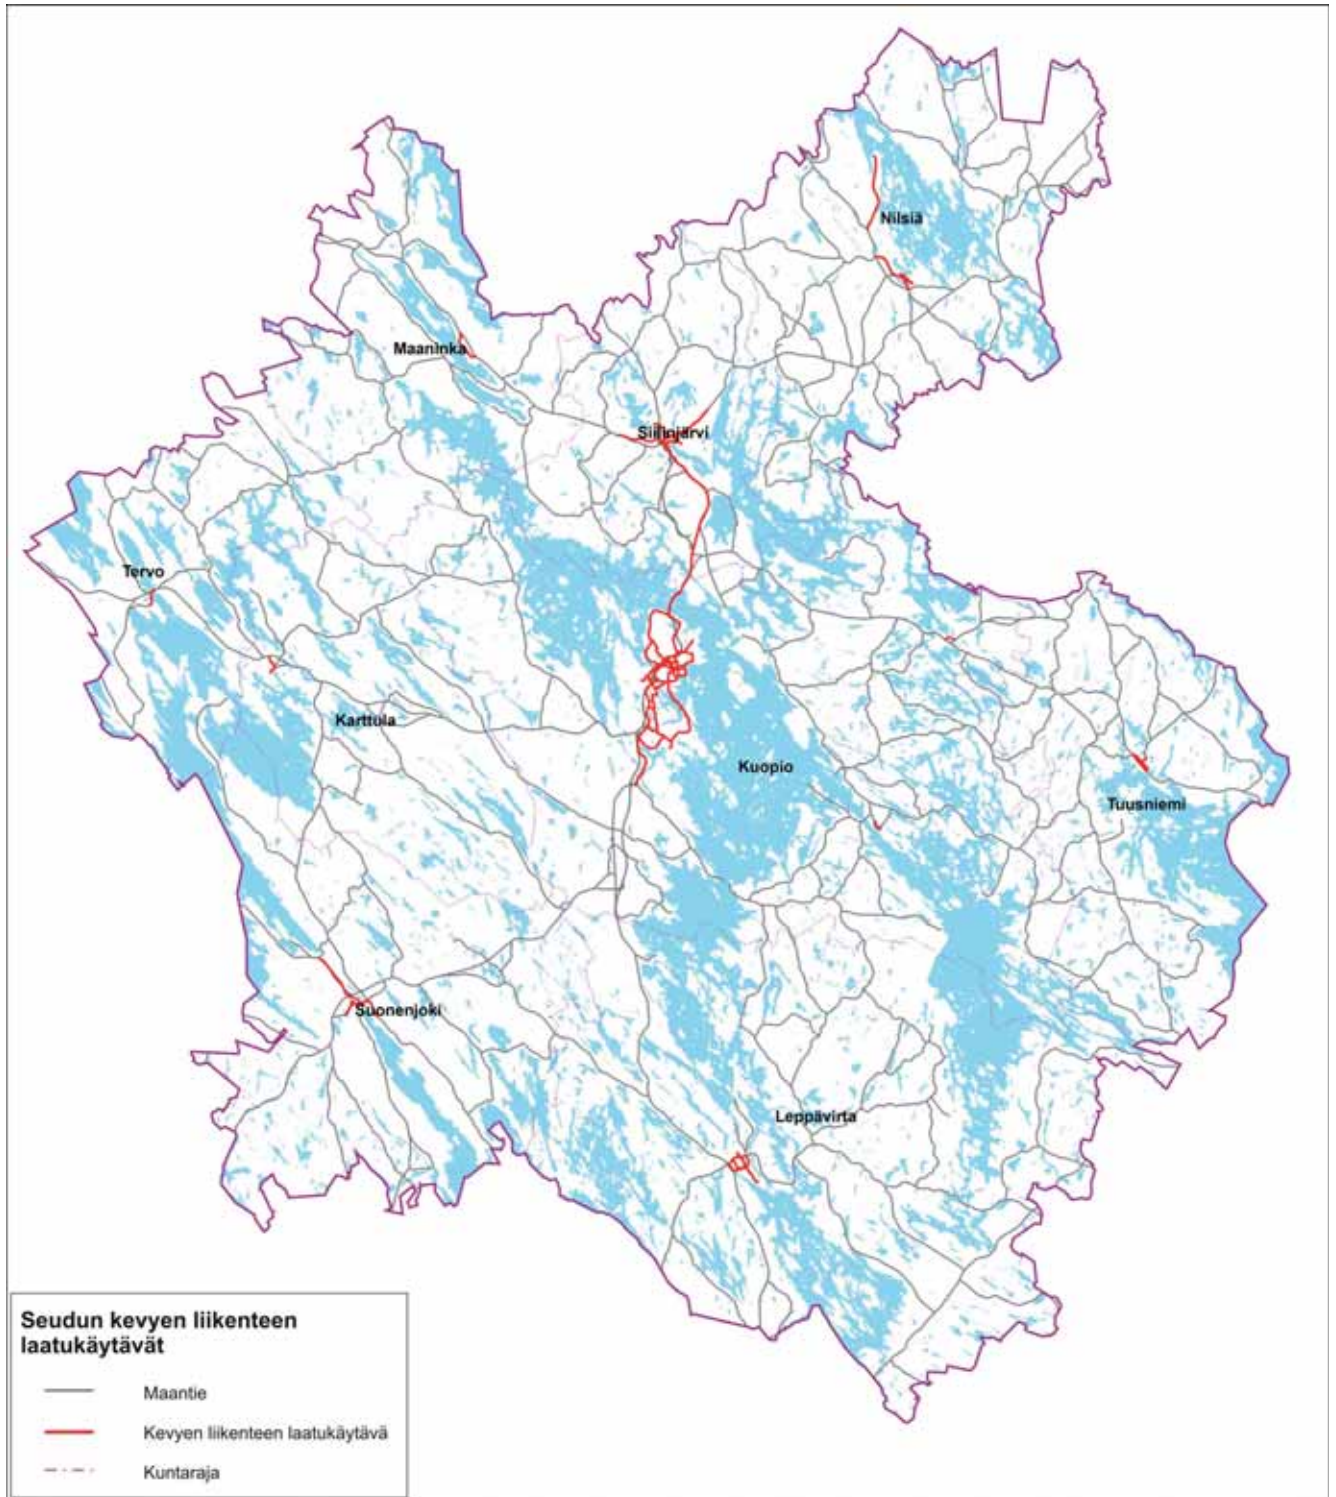 Nilsiä
Maaninka
Siilinjärvi
Tervo
Karttula
Kuopio
Tuusniemi
Suonenjoki
Leppävirta
Seudun kevyen liikenteen
laatukäytävät
Maantie
Kevyen liikenteen laatukäytävä
Kuntaraja